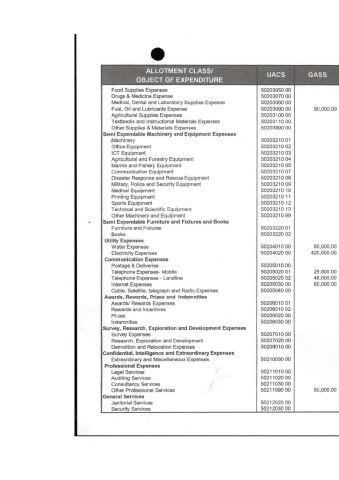 ALLOTMENT CLASS/ OBJECT OF EXPENDITURE UACS GASS
Food Supplies Expenses 50203050 00
Drugs & Medicine Expense 50203070 00
Medical, Dental and Laboratory Supplies Expense 50203080 00
Fuel, Oil and Lubricants Expense 50203090 00 90,000.00
Agricultural Supplies Expenses 50203100 00
Textbooks and Instructional Materials Expenses 50203110 00
Other Supplies & Materials Expenses 50203990 00
Semi Expendable Machinery and Equipment Expenses
Machinery 50203210 01
Office Equipment 50203210 02
ICT Equipment 50203210 03
Agricultural and Forestry Equipment 50203210 04
Marine and Fishery Equipment 50203210 05
Communication Equipment 50203210 07
Disaster Response and Rescue Equipment 50203210 08
Military, Police and Security Equipment 50203210 09
Medical Equipment 50203210 10
Printing Equipment 50203210 11
Sports Equipment 50203210 12
Technical and Scientific Equipment 50203210 13
Other Machinery and Equipment 50203210 99
Semi Expendable Furniture and Fixtures and Books
Furniture and Fixtures 50203220 01
Books 50203220 02
Utility Expenses
Water Expenses 50204010 00 60,000.00
Electricity Expenses 50204020 00 420,000.00
Communication Expenses
Postage & Deliveries 50205010 00
Telephone Expenses- Mobile 50205020 01 28,800.00
Telephone Expenses - Landline 50205020 02 48,000.00
Internet Expenses 50205030 00 60,000.00
Cable, Satellite, telegraph and Radio Expenses 50205040 00
Awards, Rewards, Prizes and Indemnities
Awards/ Rewards Expenses 50206010 01
Rewards and Incentives 50206010 02
Prizes 50206020 00
Indemnities 50206030 00
Survey, Research, Exploration and Development Expenses
Survey Expenses 50207010 00
Research, Exploration and Development 50207020 00
Demolition and Relocation Expenses 50208010 00
Confidential, Intelligence and Extraordinary Expenses
Extraordinary and Miscellaneous Expenses 50210030 00
Professional Expenses
Legal Services 50211010 00
Auditing Services 50211020 00
Consultancy Services 50211030 00
Other Professional Services 50211990 00 50,000.00
General Services
Janitorial Services 50212020 00
Security Services 50212030 00